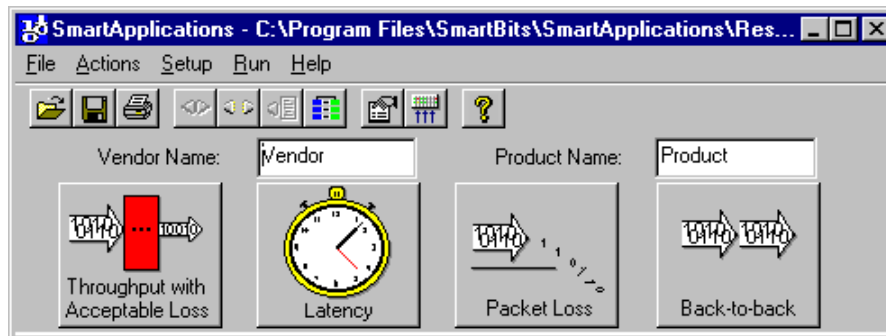 SmartApplications - C:\Program Files\SmartBits\SmartApplications\Res...
File Actions Setup Run Help
Vendor Name: Vendor Product Name: Product
Throughput with
Acceptable Loss
Latency
Packet Loss
Back-to-back